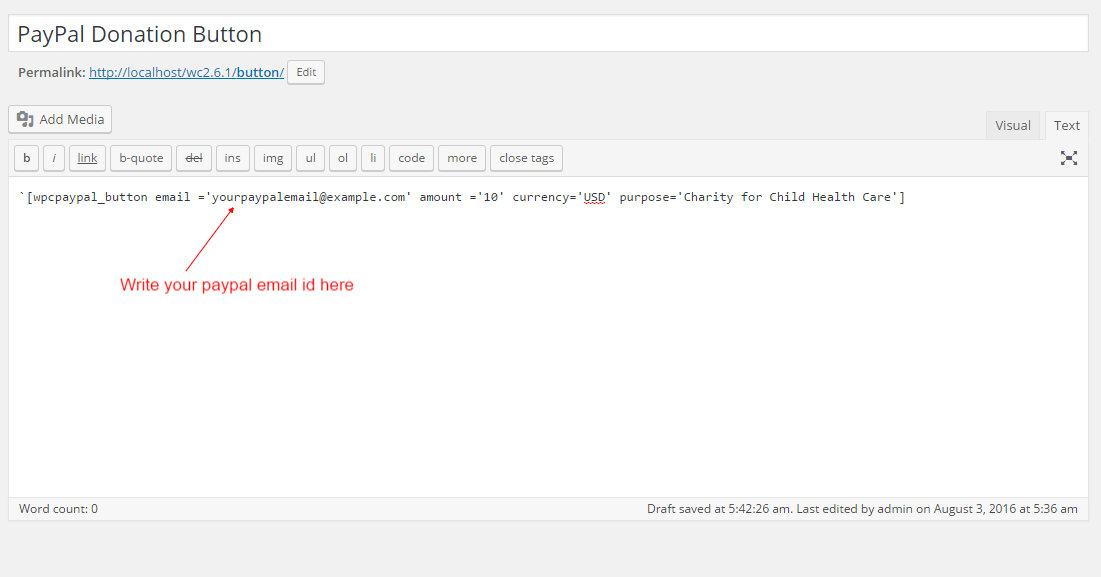 PayPal Donation Button
Permalink: http://localhost/wc2.6.1/button/ Edit
Add Media
Visual Text
b i link b-quote del ins img ul ol li code more close tags
`[wpcpaypal_button email ='yourpaypalemail@example.com' amount ='10' currency='USD' purpose='Charity for Child Health Care']
Write your paypal email id here
Word count: 0 Draft saved at 5:42:26 am. Last edited by admin on August 3, 2016 at 5:36 am